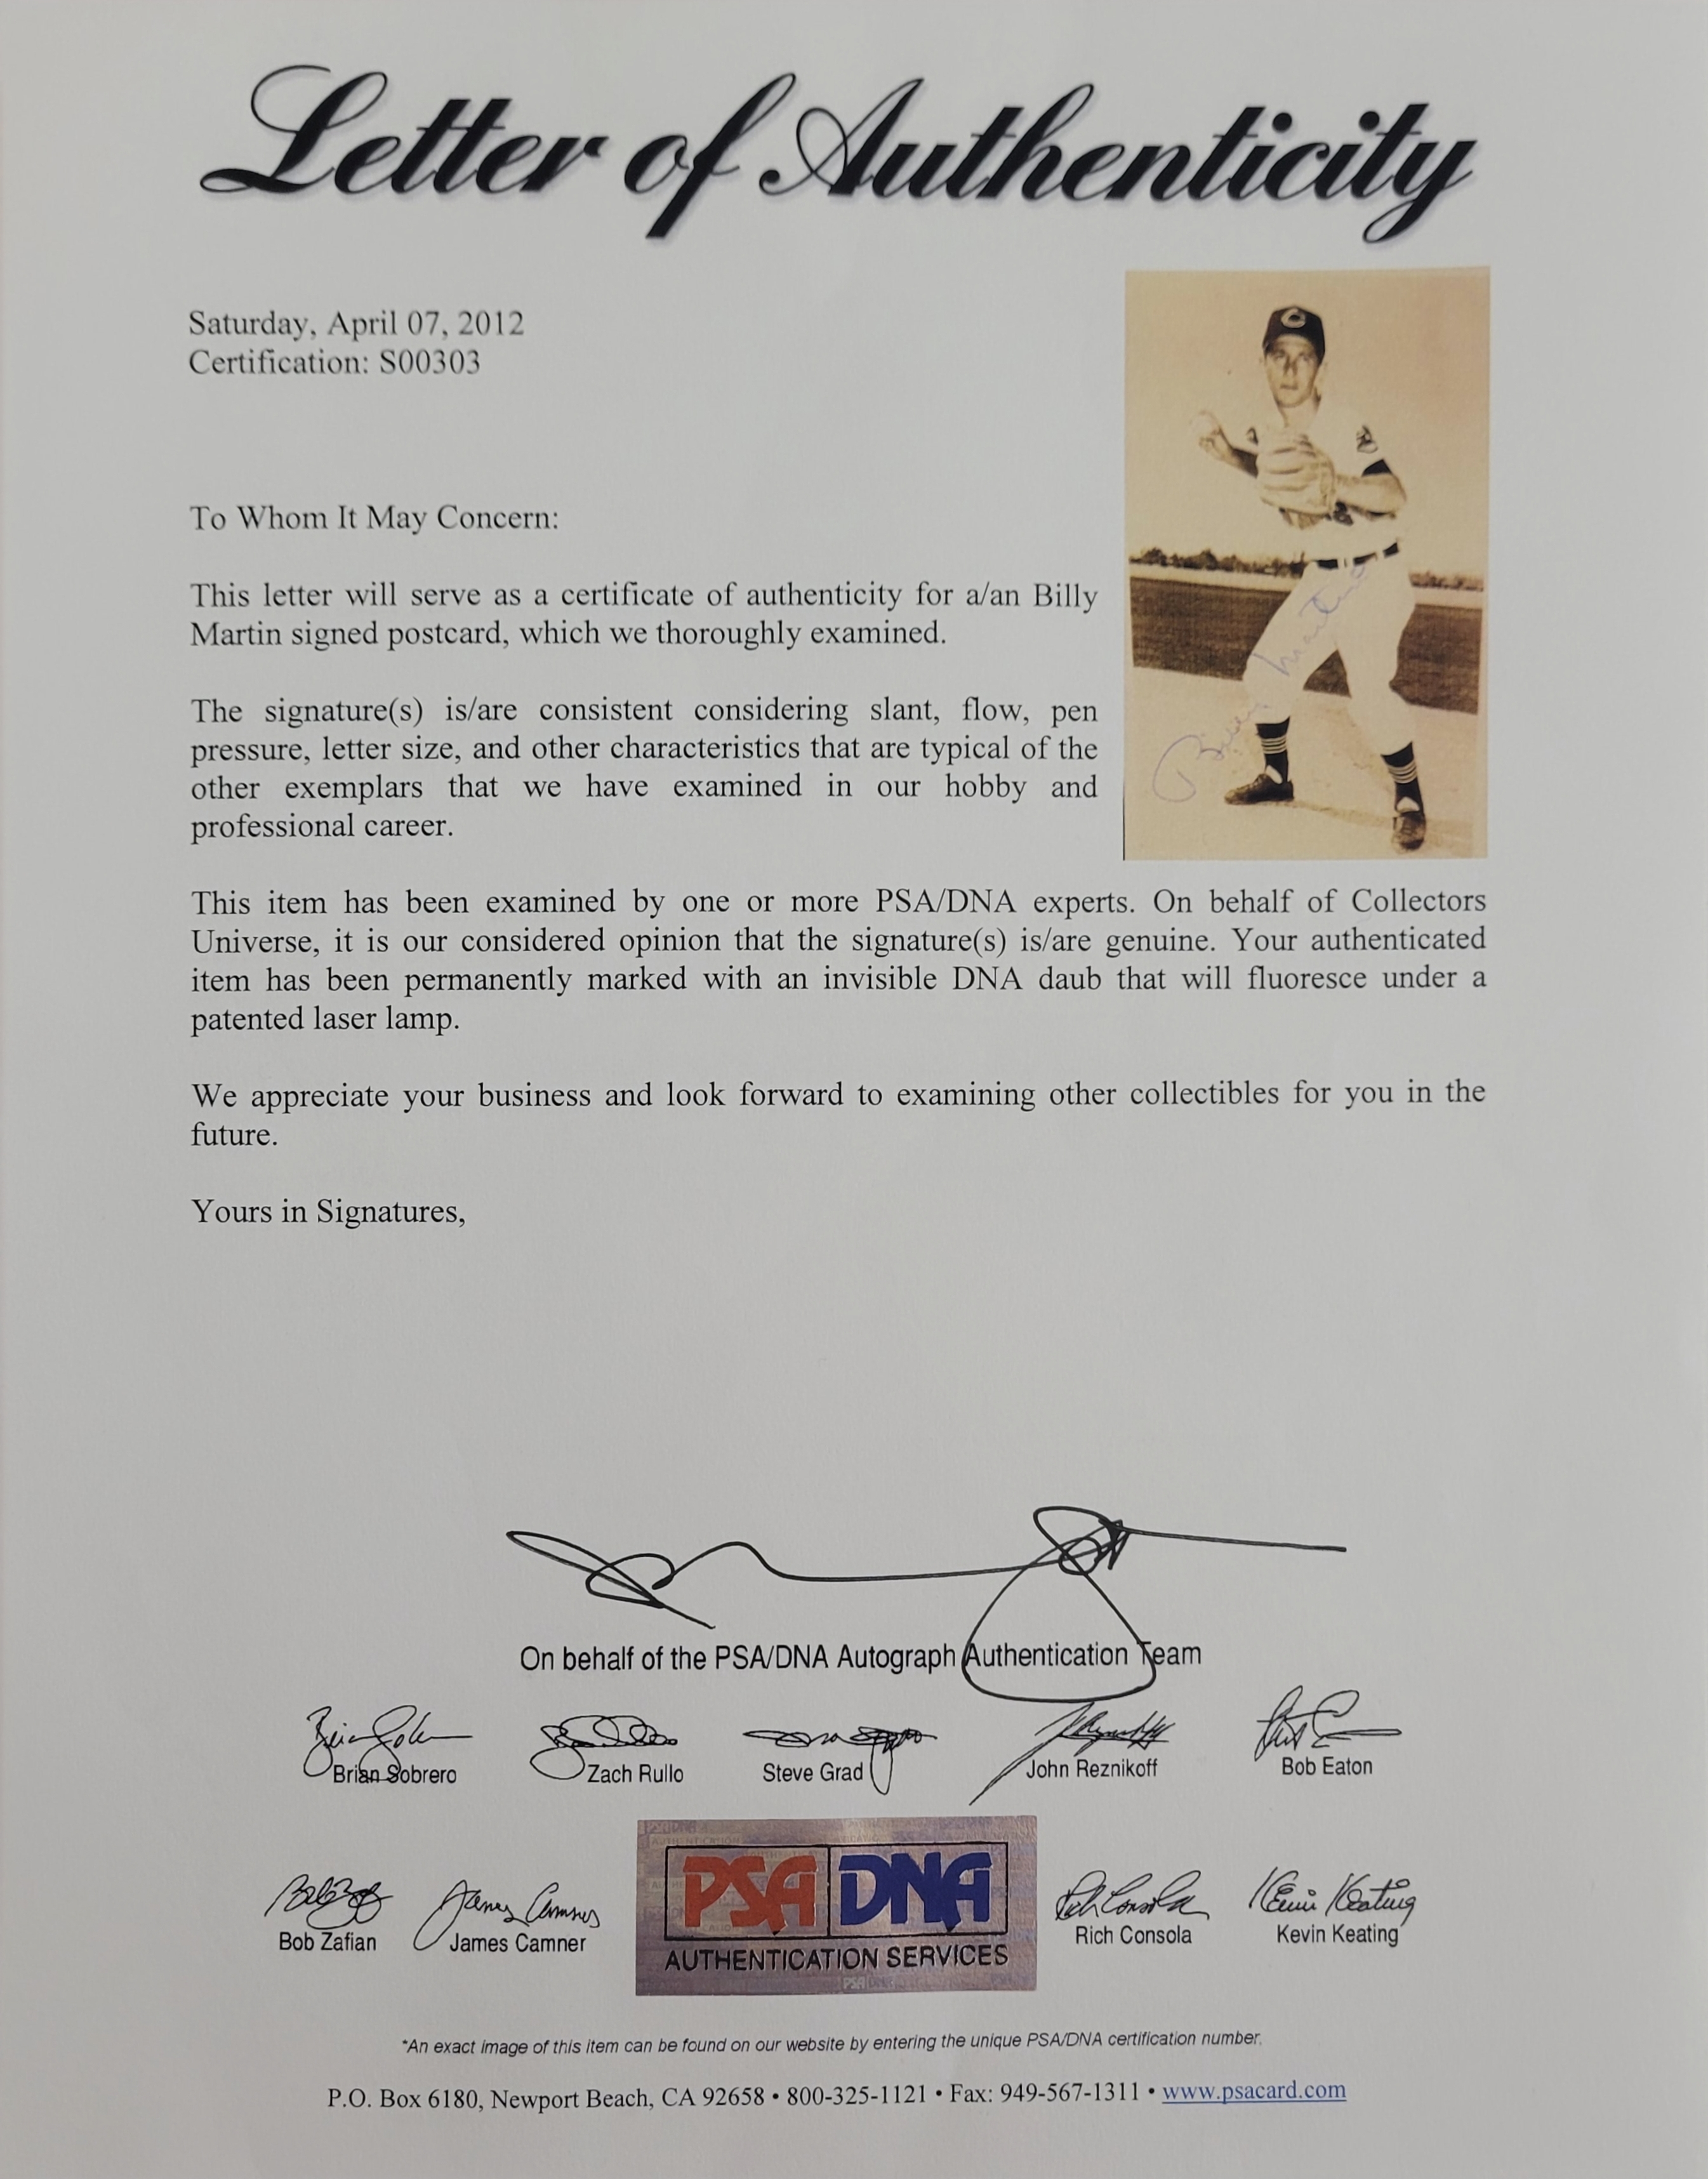 Letter of Authenticity
Saturday, April 07, 2012
Certification: S00303
C
To Whom It May Concern:
This letter will serve as a certificate of authenticity for a/an Billy
Martin signed postcard, which we thoroughly examined.
Billy Martin
The signature(s) is/are consistent considering slant, flow, pen
pressure, letter size, and other characteristics that are typical of the
other exemplars that we have examined in our hobby and
professional career.
This item has been examined by one or more PSA/DNA experts. On behalf of Collectors
Universe, it is our considered opinion that the signature(s) is/are genuine. Your authenticated
item has been permanently marked with an invisible DNA daub that will fluoresce under a
patented laser lamp.
We appreciate your business and look forward to examining other collectibles for you in the
future.
Yours in Signatures,
On behalf of the PSA/DNA Autograph Authentication Team
Brian Sobrero Zach Rullo Steve Grad John Reznikoff Bob Eaton
James Camner Rich Consola Kevin Keating
Bob Zafian James Camner Rich Consola Kevin Keating
PSA DNA
AUTHENTICATION SERVICES
*An exact image of this item can be found on our website by entering the unique PSA/DNA certification number.
P.O. Box 6180, Newport Beach, CA 92658 • 800-325-1121 • Fax: 949-567-1311 • www.psacard.com